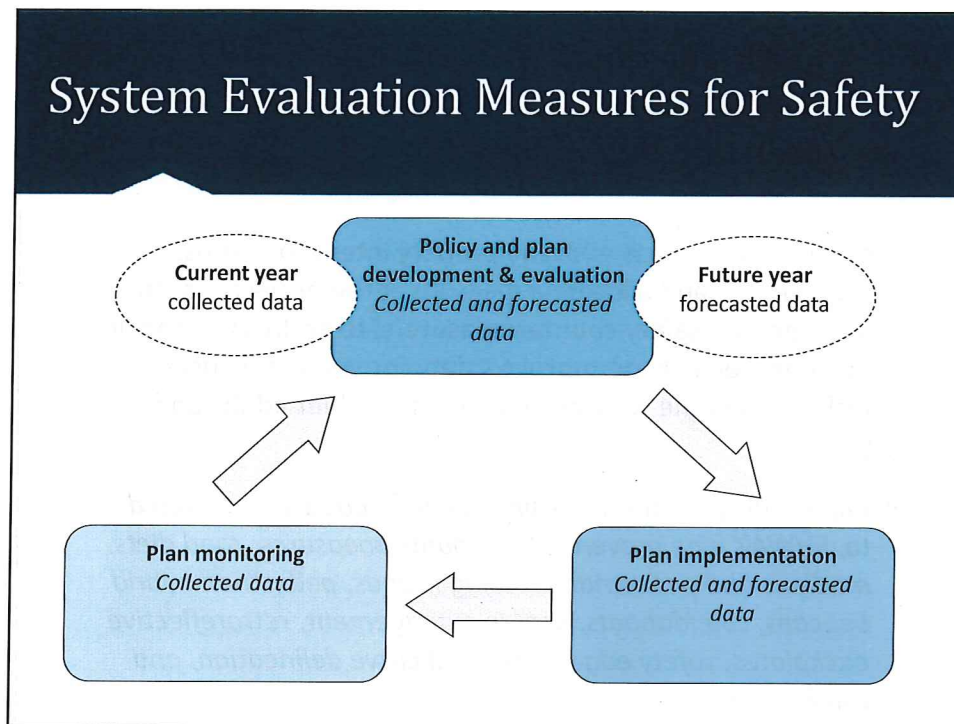 System Evaluation Measures for Safety
Policy and plan
development & evaluation
Collected and forecasted
data
Current year
collected data
Future year
forecasted data
Plan monitoring
Collected data
Plan implementation
Collected and forecasted
data